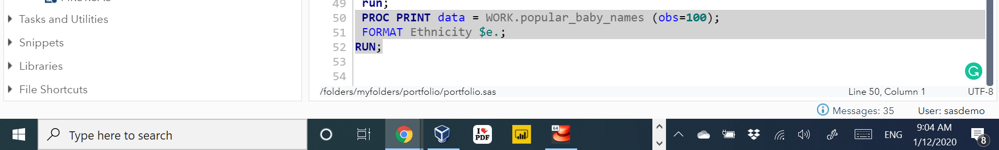 Tasks and Utilities
Snippets
Libraries
File Shortcuts
49 run;
50 PROC PRINT data = WORK.popular_baby_names (obs=100);
51 FORMAT Ethnicity $e.;
52 RUN;
53
54
G
/folders/myfolders/portfolio/portfolio.sas Line 50, Column 1 UTF-8
Messages: 35 User: sasdemo
Type here to search
I PDF
64
ENG
9:04 AM
1/12/2020
8